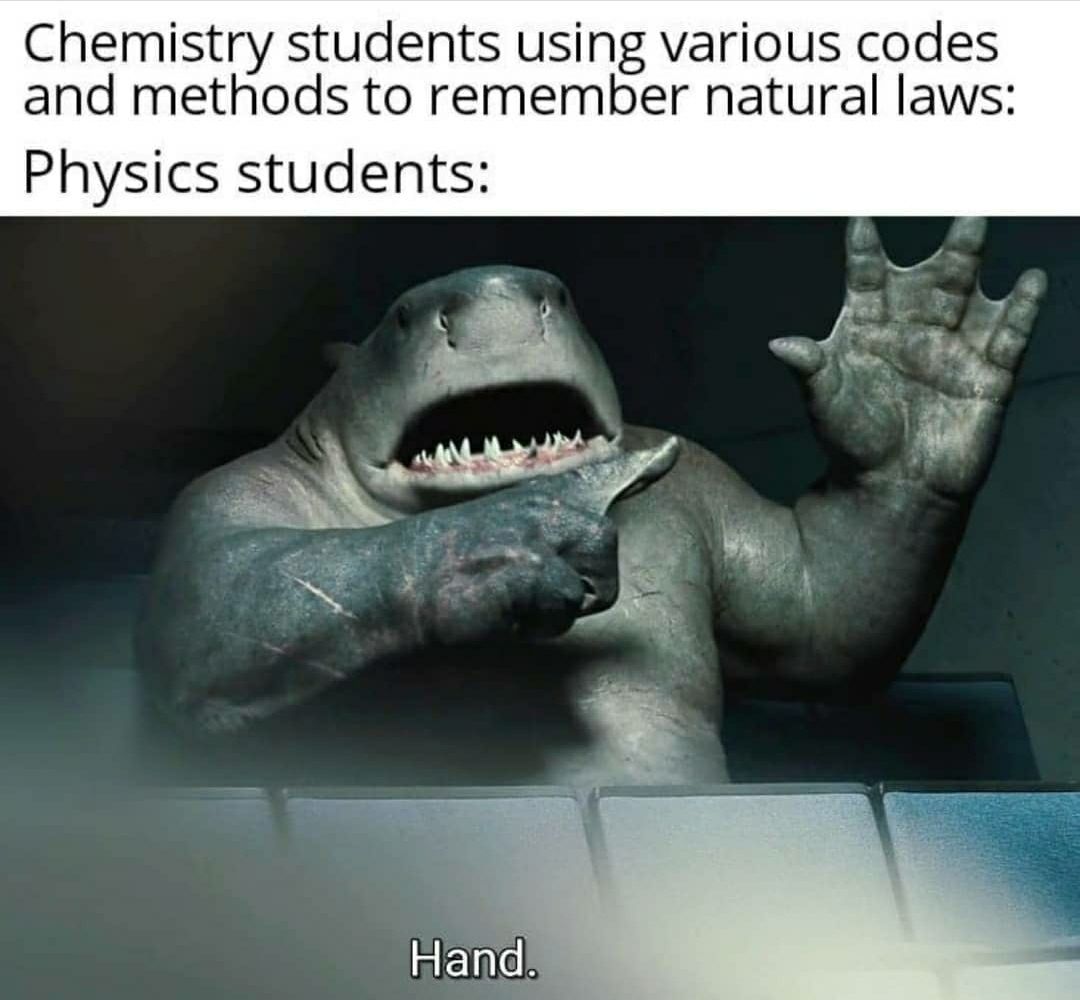 Chemistry students using various codes
and methods to remember natural laws:
Physics students:
Hand.